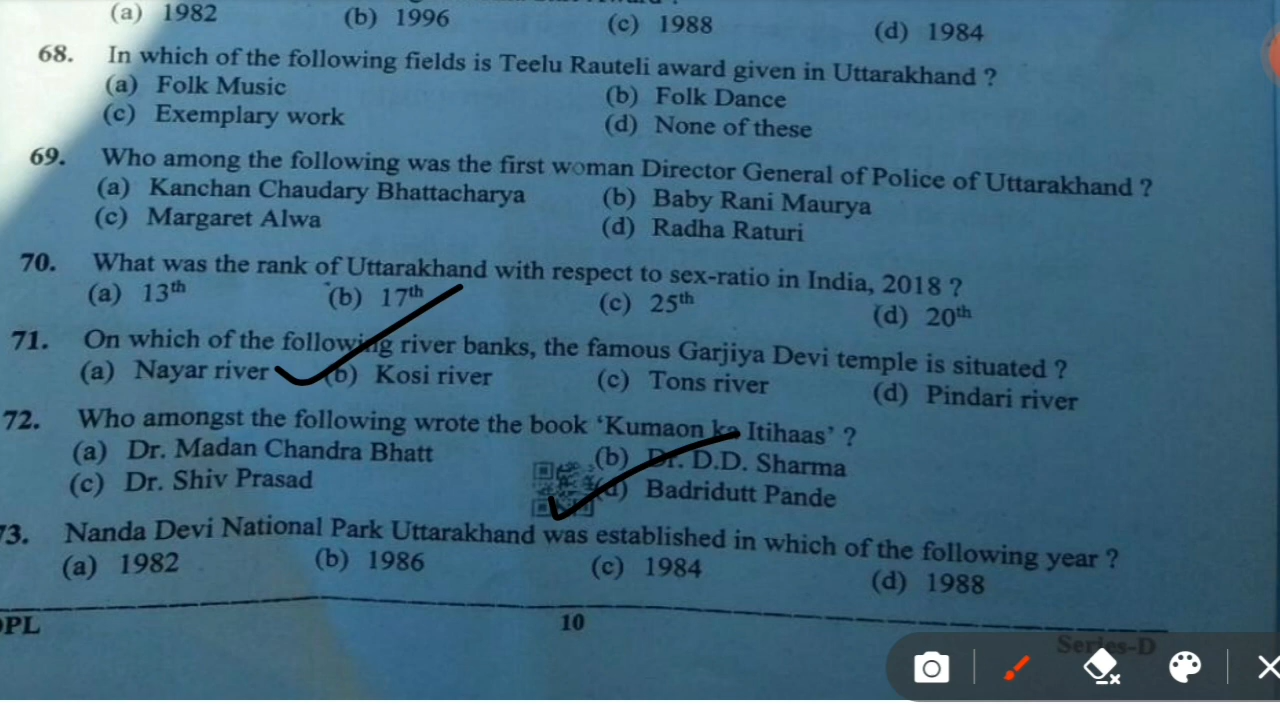 (a) 1982 (b) 1996 (c) 1988 (d) 1984
68. In which of the following fields is Teelu Rauteli award given in Uttarakhand ?
(a) Folk Music (b) Folk Dance
(c) Exemplary work (d) None of these
69. Who among the following was the first woman Director General of Police of Uttarakhand ?
(a) Kanchan Chaudary Bhattacharya (b) Baby Rani Maurya
(c) Margaret Alwa (d) Radha Raturi
70. What was the rank of Uttarakhand with respect to sex-ratio in India, 2018 ?
(a) 13th (b) 17th (c) 25th (d) 20th
71. On which of the following river banks, the famous Garjiya Devi temple is situated ?
(a) Nayar river (b) Kosi river (c) Tons river (d) Pindari river
72. Who amongst the following wrote the book ‘Kumaon ka Itihaas’ ?
(a) Dr. Madan Chandra Bhatt (b) Dr. D.D. Sharma
(c) Dr. Shiv Prasad (d) Badridutt Pande
73. Nanda Devi National Park Uttarakhand was established in which of the following year ?
(a) 1982 (b) 1986 (c) 1984 (d) 1988
PL 10 Series-D